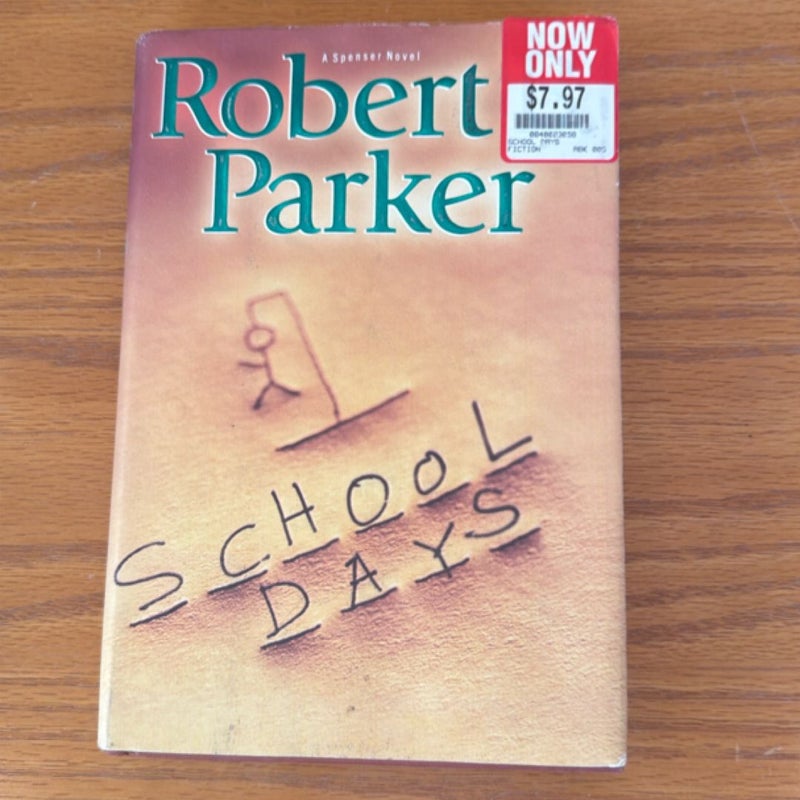 A Spenser Novel
Robert
Parker
NOW
ONLY
$7.97
SCHOOL DAYS
FICTION
SCHOOL
DAYS